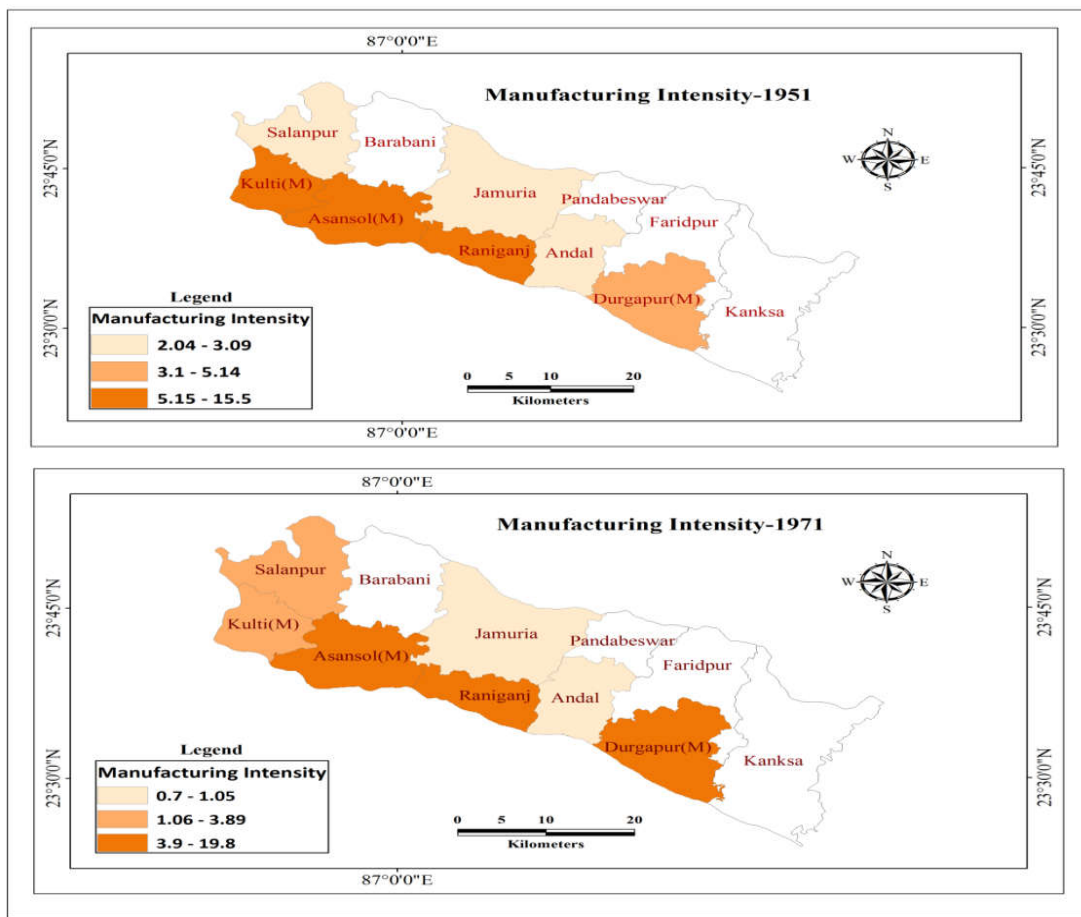 87°0'0"E
Manufacturing Intensity-1951
N
W E
S
23°45'0"N
23°45'0"N
Salanpur
Barabani
Kulti(M)
Jamuria
Pandabeswar
Asansol(M)
Faridpur
Raniganj
Andal
Durgapur(M)
Kanksa
23°30'0"N
23°30'0"N
Legend
Manufacturing Intensity
2.04 - 3.09
3.1 - 5.14
5.15 - 15.5
0 5 10 20
Kilometers
87°0'0"E
87°0'0"E
Manufacturing Intensity-1971
N
W E
S
23°45'0"N
23°45'0"N
Salanpur
Barabani
Kulti(M)
Jamuria
Pandabeswar
Asansol(M)
Faridpur
Raniganj
Andal
Durgapur(M)
Kanksa
23°30'0"N
23°30'0"N
Legend
Manufacturing Intensity
0.7 - 1.05
1.06 - 3.89
3.9 - 19.8
0 5 10 20
Kilometers
87°0'0"E